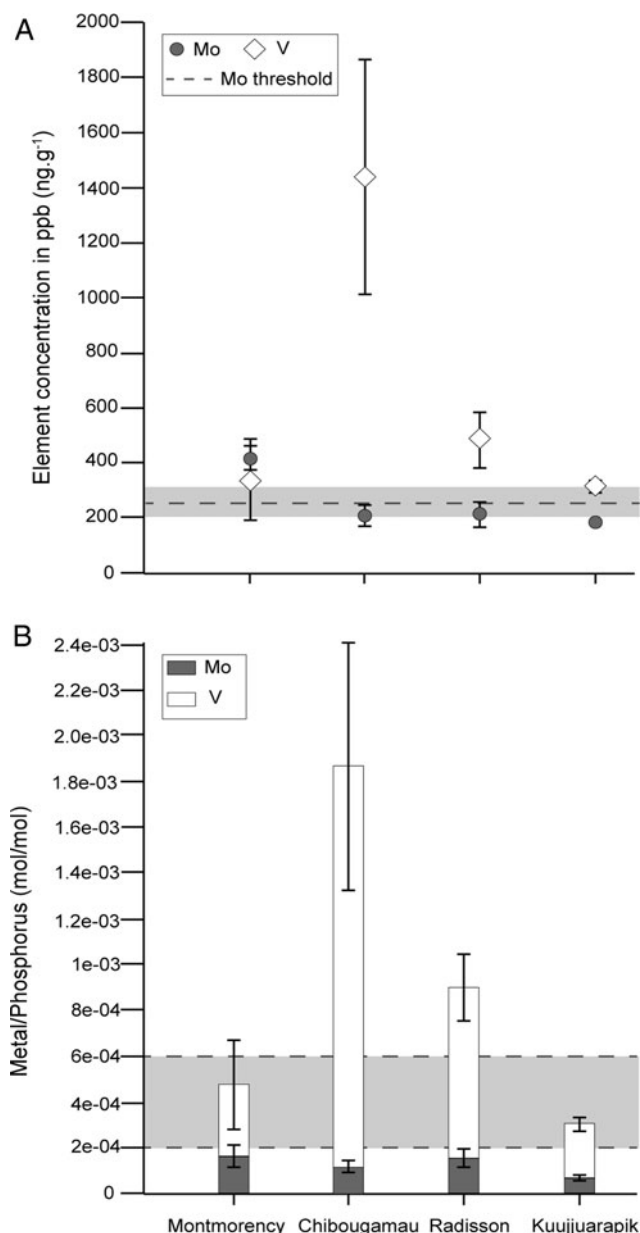 A
Mo V
Mo threshold
Element concentration in ppb (ng.g⁻¹)
2000
1800
1600
1400
1200
1000
800
600
400
200
0
B
Mo
V
Metal/Phosphorus (mol/mol)
2.4e-03
2.2e-03
2.0e-03
1.8e-03
1.6e-03
1.4e-03
1.2e-03
1e-03
8e-04
6e-04
4e-04
2e-04
0
Montmorency Chibougamau Radisson Kuujjuarapik